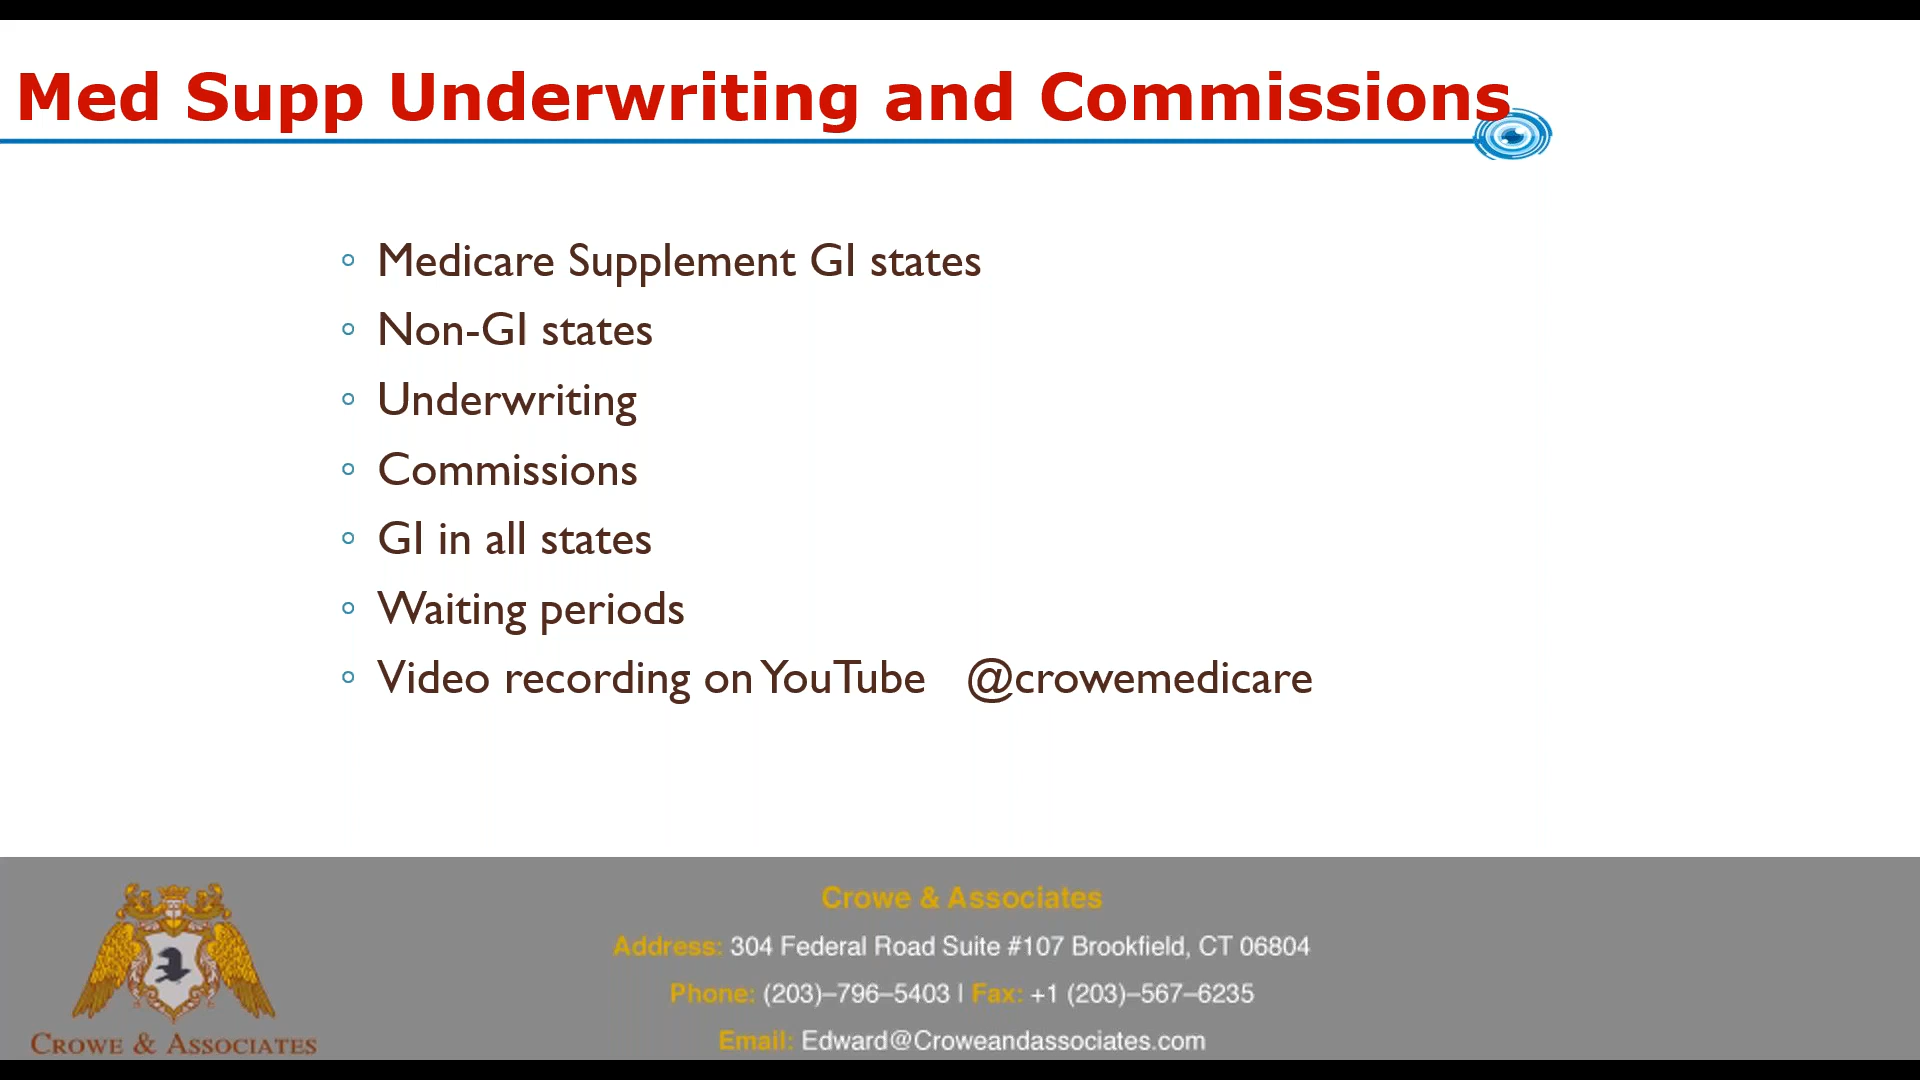 Med Supp Underwriting and Commissions
Medicare Supplement GI states
Non-GI states
Underwriting
Commissions
GI in all states
Waiting periods
Video recording on YouTube @crowemedicare
Crowe & Associates
Address: 304 Federal Road Suite #107 Brookfield, CT 06804
Phone: (203)–796–5403 | Fax: +1 (203)–567–6235
Email: Edward@Croweandassociates.com
CROWE & ASSOCIATES